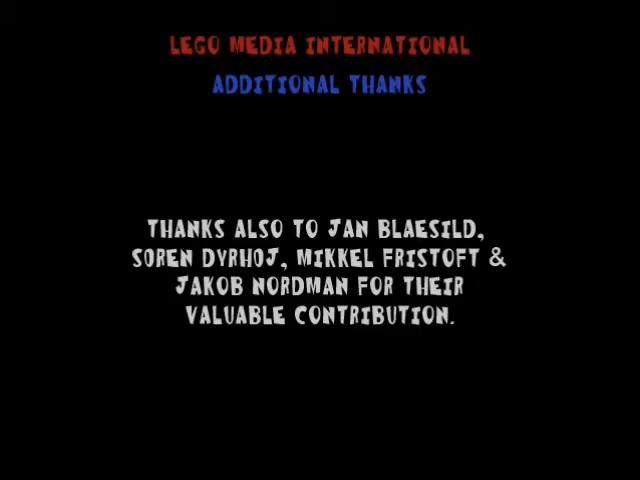 LEGO MEDIA INTERNATIONAL
ADDITIONAL THANKS
THANKS ALSO TO JAN BLAESILD,
SOREN DYRHOJ, MIKKEL FRISTOFT &
JAKOB NORDMAN FOR THEIR
VALUABLE CONTRIBUTION.